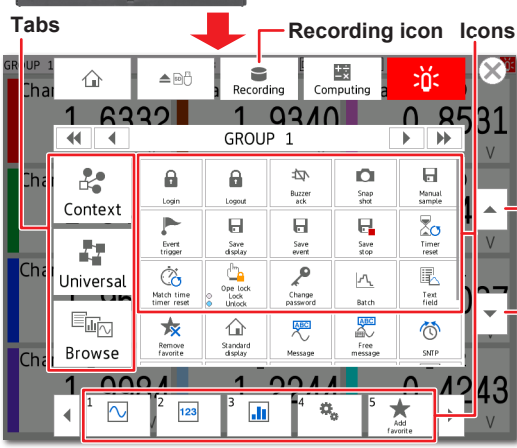 Tabs
Recording icon
Icons
GROUP 1
Recording
Computing
Cha
1.6332
1.9340
0.8531
V
GROUP 1
Context
Universal
Browse
Login
Logout
Buzzer
ack
Snap
shot
Manual
sample
Event
trigger
Save
display
Save
event
Save
stop
Timer
reset
Match time
timer reset
Ope lock
Lock
Unlock
Change
password
Batch
Text
field
Remove
favorite
Standard
display
ABC
Message
ABC
Free
message
SNTP
Cha
V
Cha
V
Cha
1 2 3 4 5
123
Add
favorite